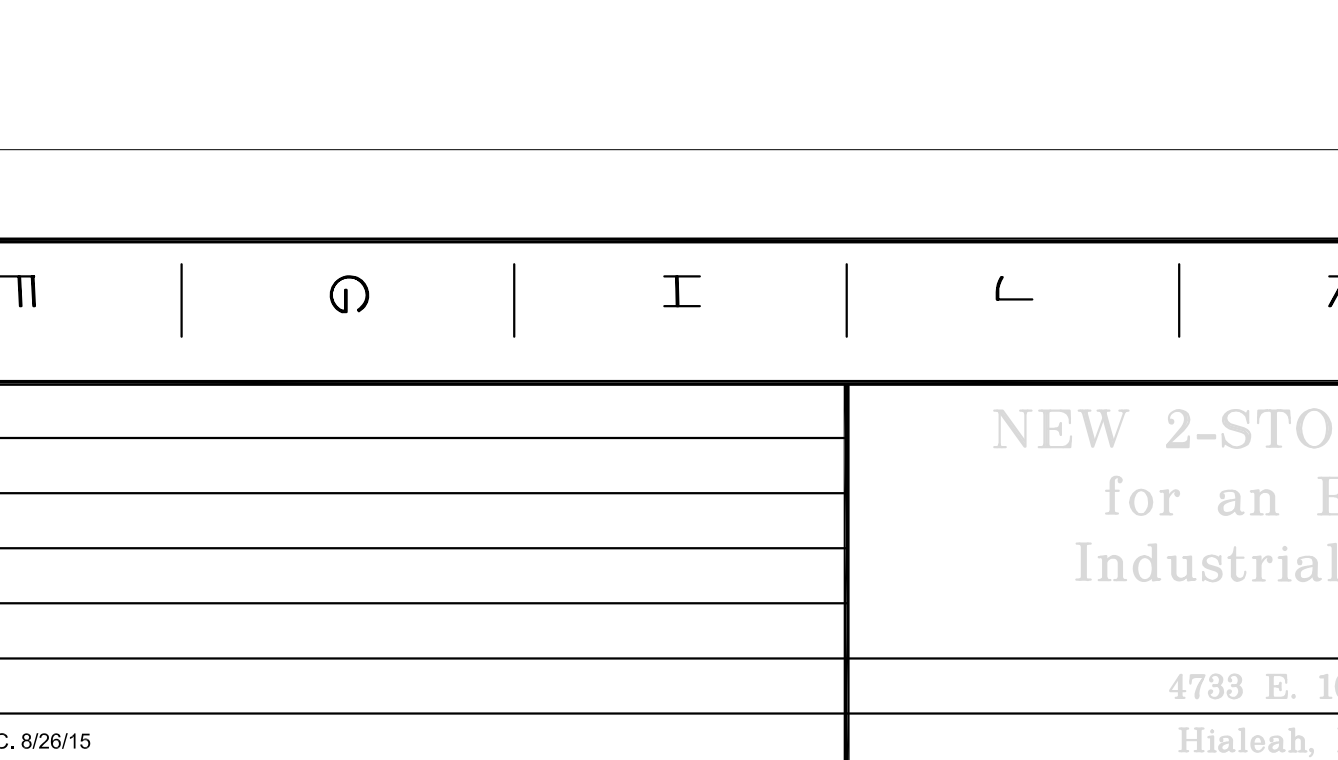 F G H J
NEW 2-STO
for an
Industrial
4733 E. 1
C. 8/26/15
Hialeah,